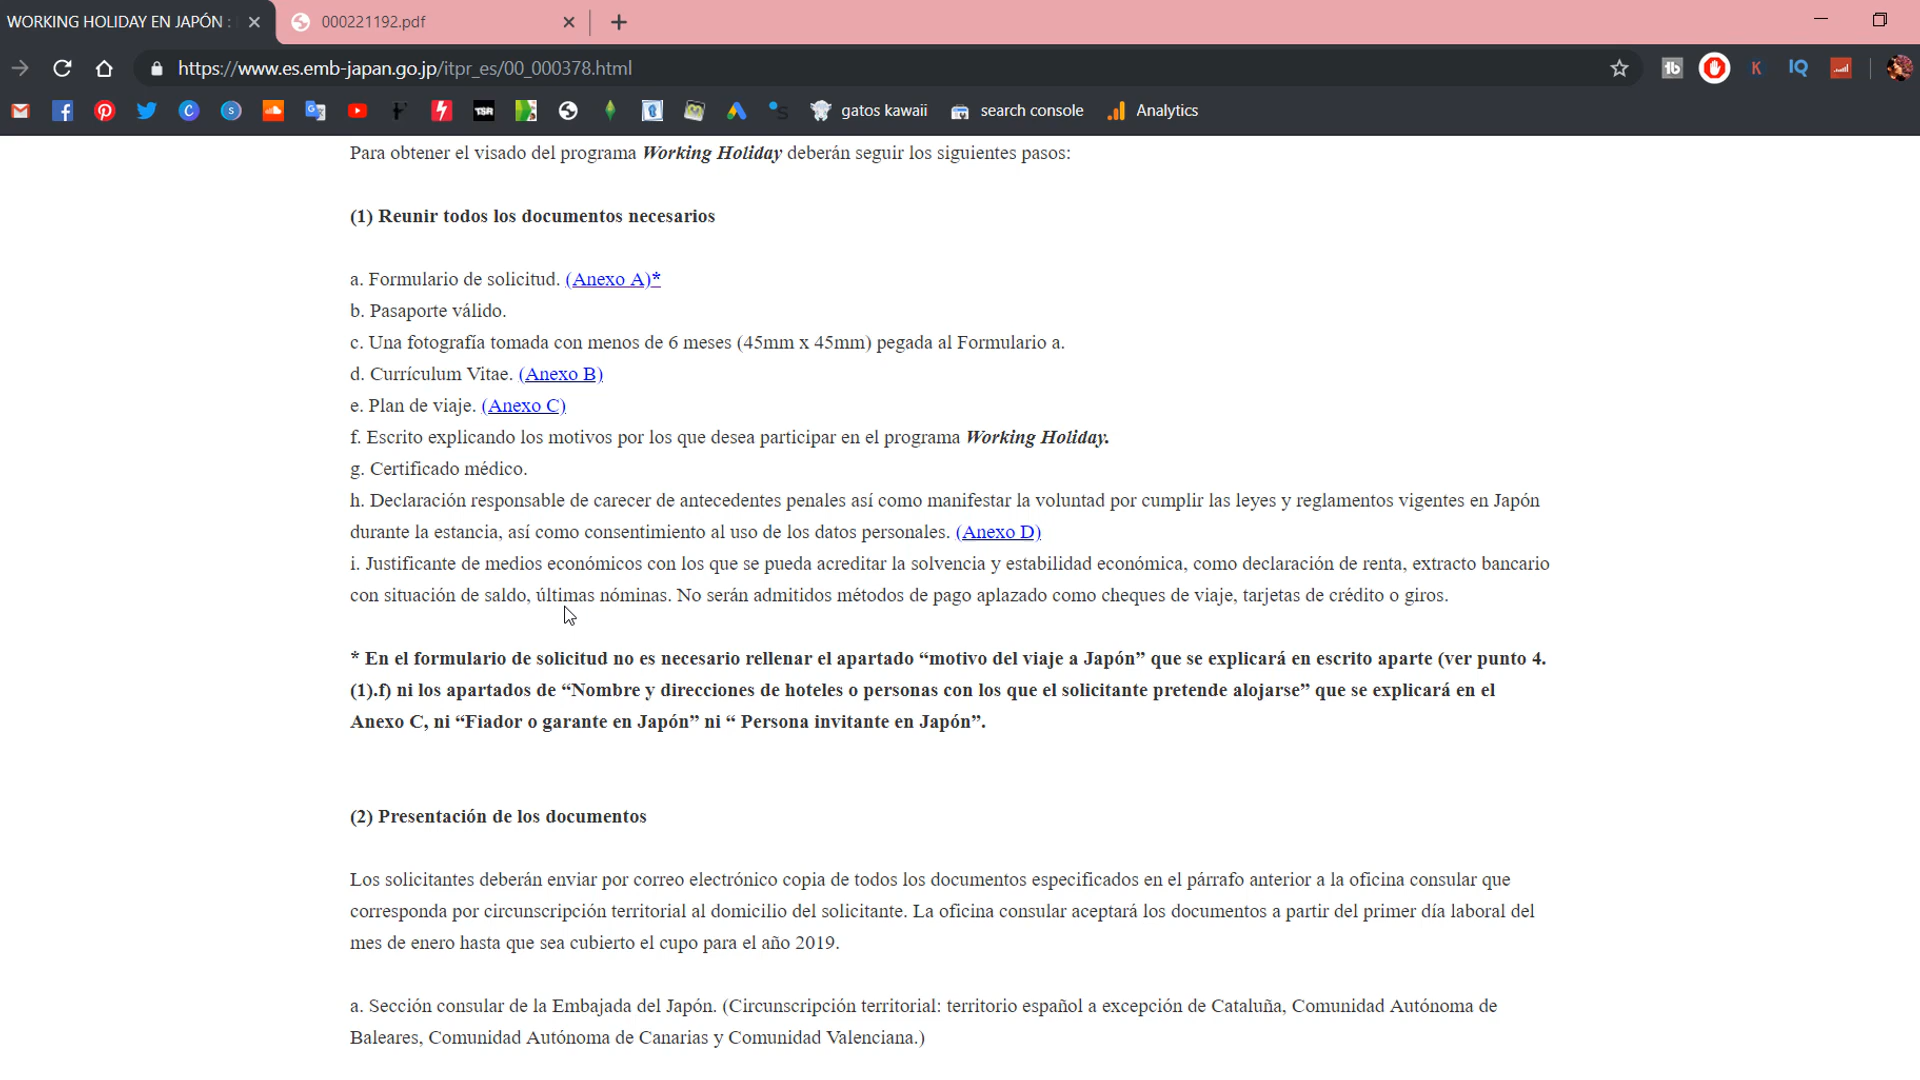 WORKING HOLIDAY EN JAPÓN :
000221192.pdf
https://www.es.emb-japan.go.jp/itpr_es/00_000378.html
gatos kawaii
search console
Analytics
Para obtener el visado del programa Working Holiday deberán seguir los siguientes pasos:
(1) Reunir todos los documentos necesarios
a. Formulario de solicitud. (Anexo A)*
b. Pasaporte válido.
c. Una fotografía tomada con menos de 6 meses (45mm x 45mm) pegada al Formulario a.
d. Currículum Vitae. (Anexo B)
e. Plan de viaje. (Anexo C)
f. Escrito explicando los motivos por los que desea participar en el programa Working Holiday.
g. Certificado médico.
h. Declaración responsable de carecer de antecedentes penales así como manifestar la voluntad por cumplir las leyes y reglamentos vigentes en Japón
durante la estancia, así como consentimiento al uso de los datos personales. (Anexo D)
i. Justificante de medios económicos con los que se pueda acreditar la solvencia y estabilidad económica, como declaración de renta, extracto bancario
con situación de saldo, últimas nóminas. No serán admitidos métodos de pago aplazado como cheques de viaje, tarjetas de crédito o giros.
* En el formulario de solicitud no es necesario rellenar el apartado “motivo del viaje a Japón” que se explicará en escrito aparte (ver punto 4.
(1).f) ni los apartados de “Nombre y direcciones de hoteles o personas con los que el solicitante pretende alojarse” que se explicará en el
Anexo C, ni “Fiador o garante en Japón” ni “ Persona invitante en Japón”.
(2) Presentación de los documentos
Los solicitantes deberán enviar por correo electrónico copia de todos los documentos especificados en el párrafo anterior a la oficina consular que
corresponda por circunscripción territorial al domicilio del solicitante. La oficina consular aceptará los documentos a partir del primer día laboral del
mes de enero hasta que sea cubierto el cupo para el año 2019.
a. Sección consular de la Embajada del Japón. (Circunscripción territorial: territorio español a excepción de Cataluña, Comunidad Autónoma de
Baleares, Comunidad Autónoma de Canarias y Comunidad Valenciana.)